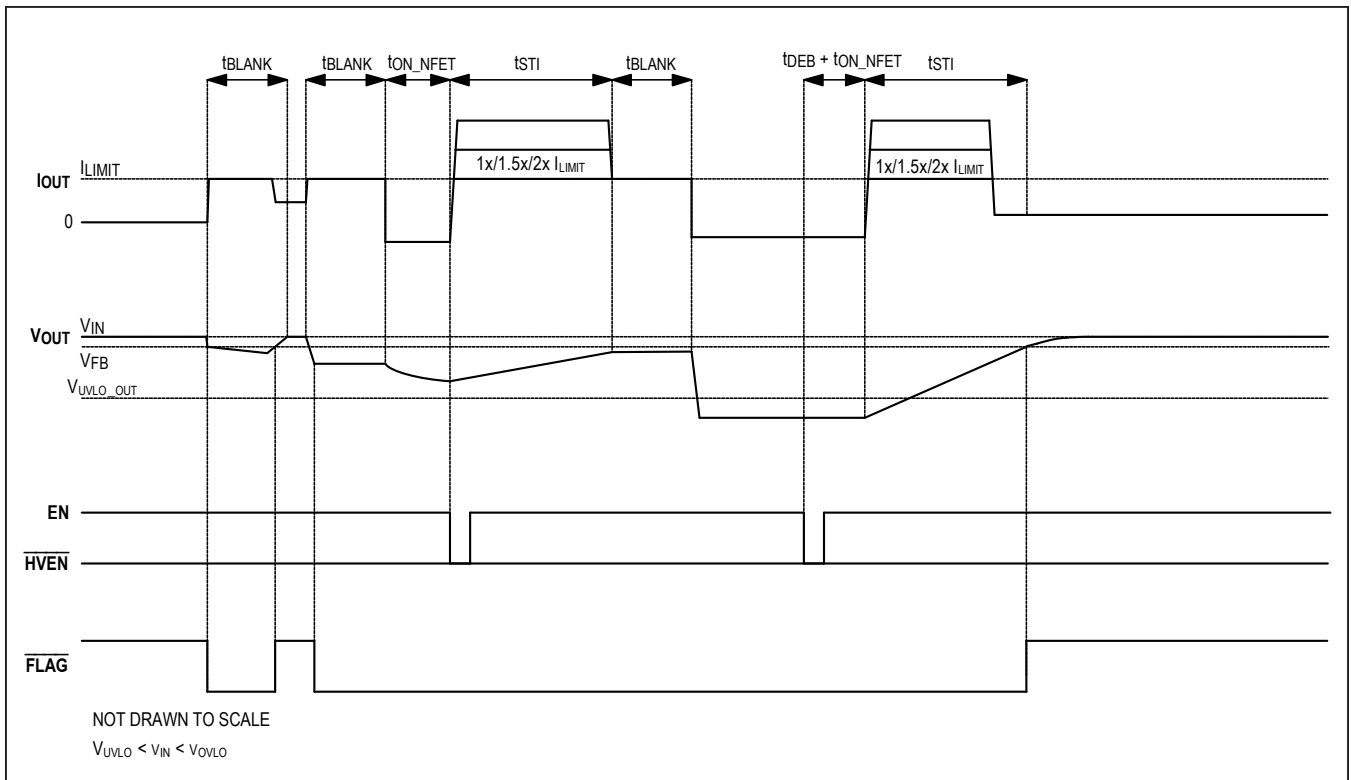 tBLANK tBLANK tON_NFET tSTI tBLANK tDEB + tON_NFET tSTI
ILIMIT
IOUT
1x/1.5x/2x ILIMIT 1x/1.5x/2x ILIMIT
0
VIN
VOUT
VFB
VUVLO_OUT
EN
HVEN
FLAG
NOT DRAWN TO SCALE
VUVLO < VIN < VOVLO